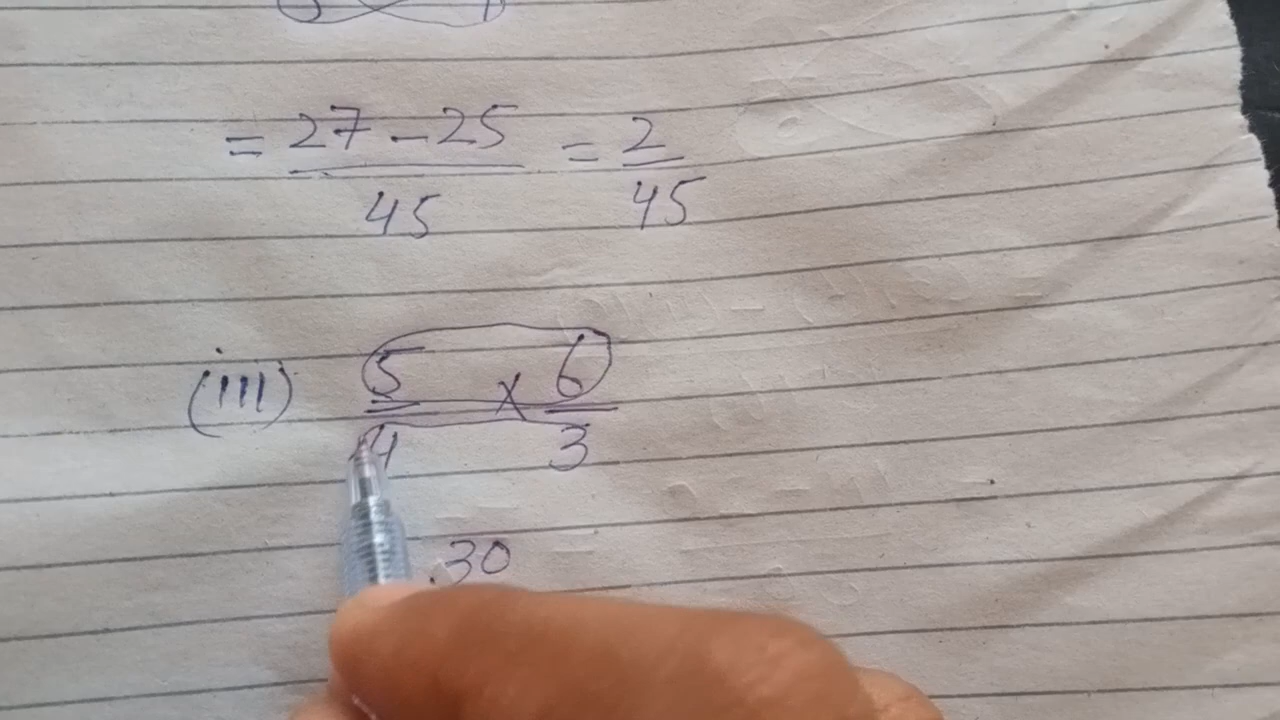 = 27 - 25 / 45 = 2 / 45
(iii) 5 / 4 x 6 / 3
30